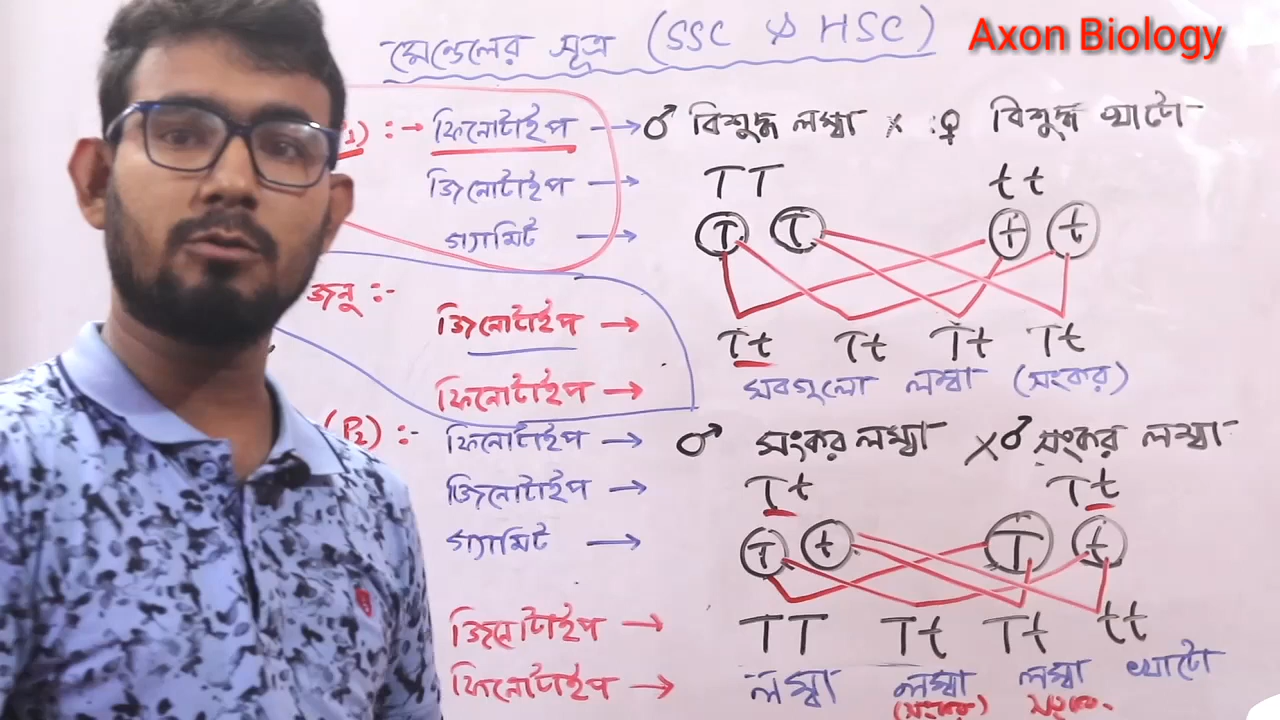 মেন্ডেলের সূত্র (SSC & HSC)
Axon Biology
1) :→ ফিনোটাইপ → ♂ বিশুদ্ধ লম্বা × :♀ বিশুদ্ধ খাটো
জিনোটাইপ → TT tt
গ্যামিট → T T t t
জনু :-
জিনোটাইপ → Tt Tt Tt Tt
ফিনোটাইপ → সবগুলো লম্বা (সংকর)
(P2) :- ফিনোটাইপ → ♂ সংকর লম্বা ×♂ সংকর লম্বা
জিনোটাইপ → Tt Tt
গ্যামিট → T t T t
জিনোটাইপ → TT Tt Tt tt
ফিনোটাইপ → লম্বা লম্বা লম্বা খাটো
(সংকর)